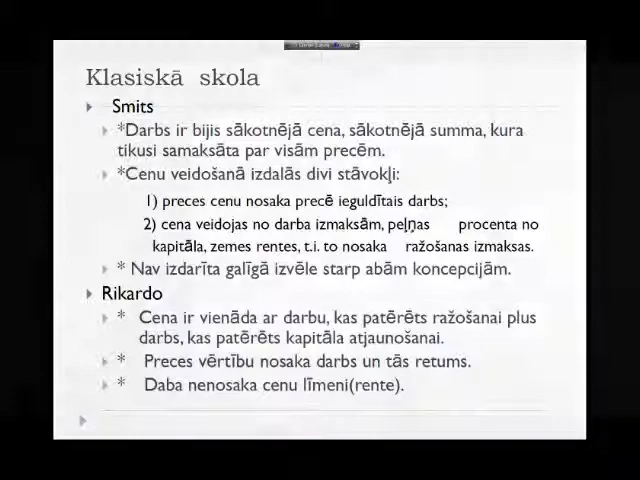 Klasiskā skola
Smits
*Darbs ir bijis sākotnējā cena, sākotnējā summa, kura
tikusi samaksāta par visām precēm.
*Cenu veidošanā izdalās divi stāvokļi:
1) preces cenu nosaka precē ieguldītais darbs;
2) cena veidojas no darba izmaksām, peļņas procenta no
kapitāla, zemes rentes, t.i. to nosaka ražošanas izmaksas.
* Nav izdarīta galīgā izvēle starp abām koncepcijām.
Rikardo
* Cena ir vienāda ar darbu, kas patērēts ražošanai plus
darbs, kas patērēts kapitāla atjaunošanai.
* Preces vērtību nosaka darbs un tās retums.
* Daba nenosaka cenu līmeni(rente).